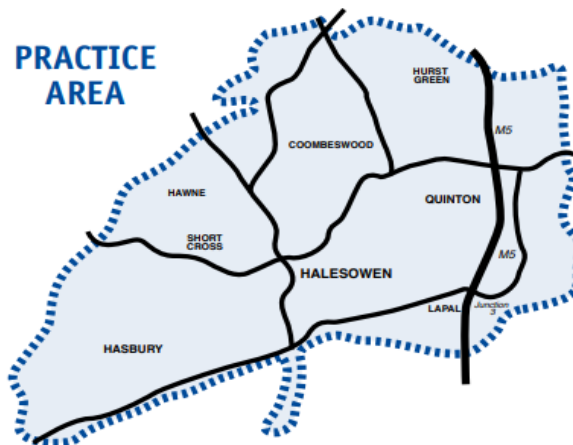 PRACTICE
AREA
HURST
GREEN
M5
COOMBESWOOD
HAWNE
QUINTON
SHORT
CROSS
HALESOWEN
M5
LAPAL
Junction
3
HASBURY